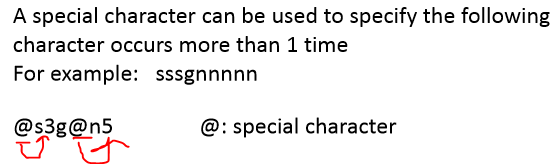 A special character can be used to specify the following
character occurs more than 1 time
For example: sssgnnnnn
@s3g@n5 @: special character